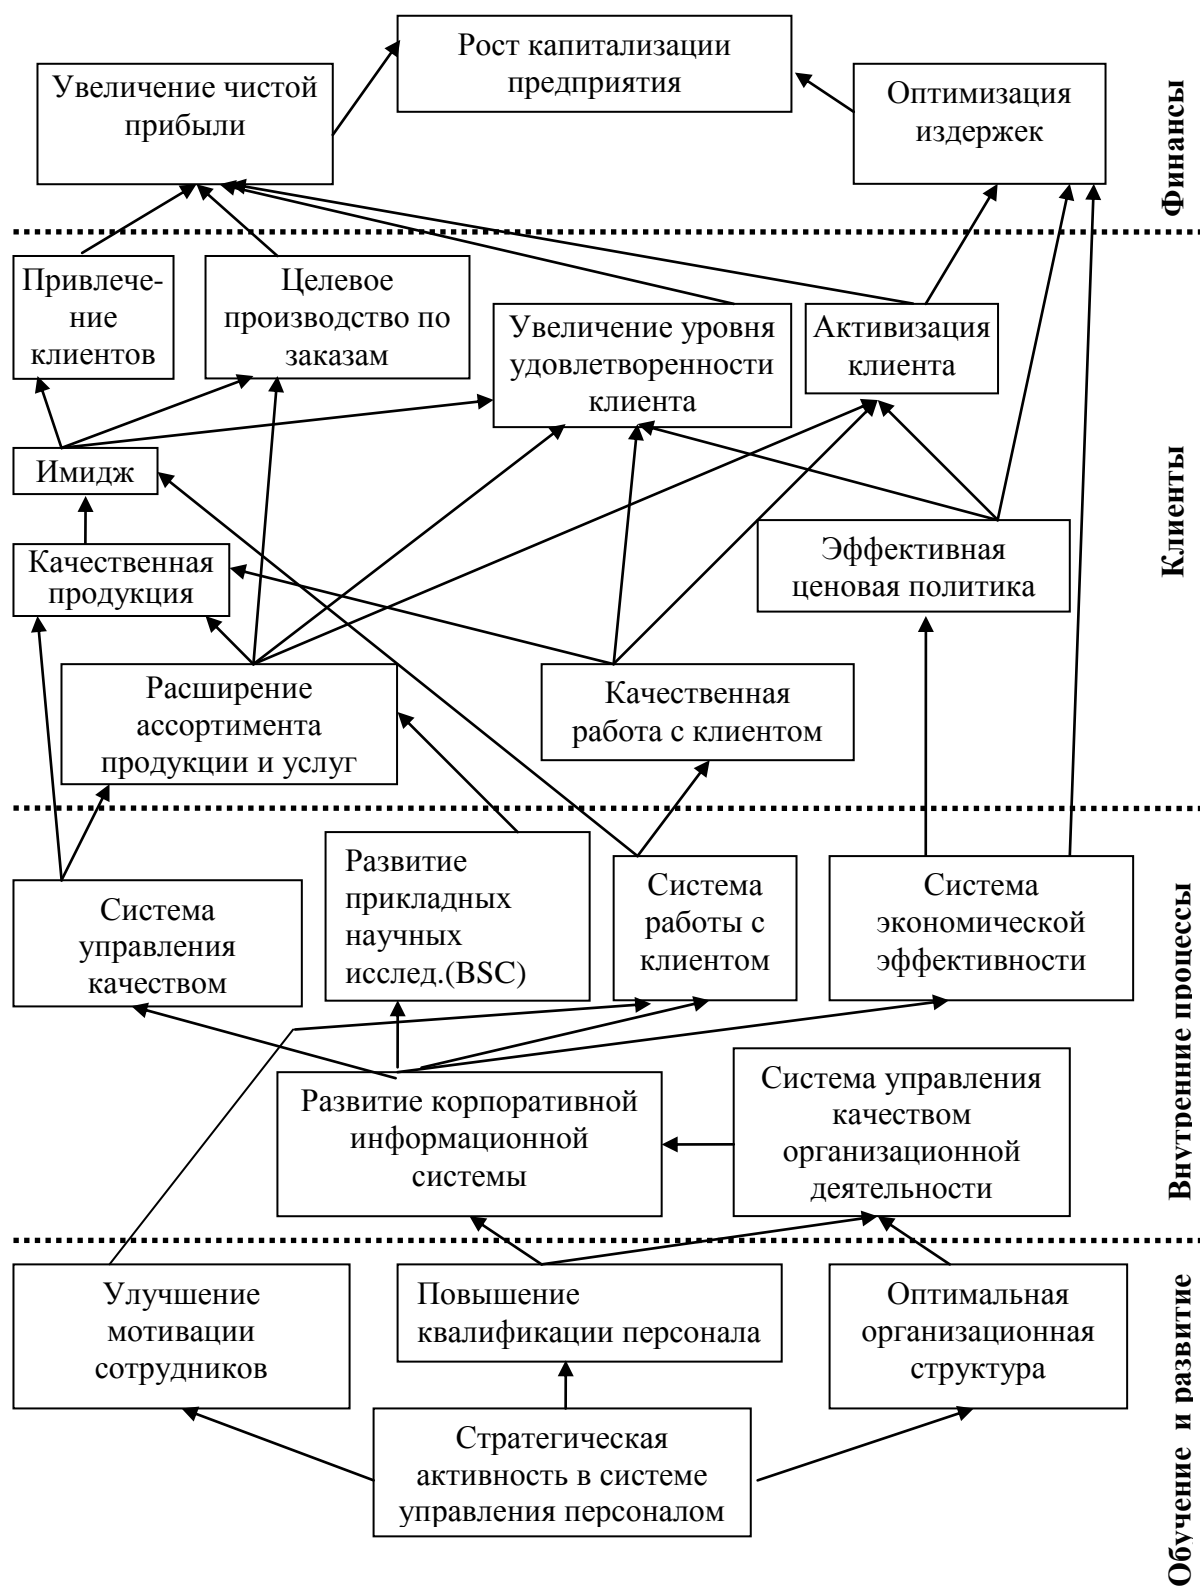 Рост капитализации
предприятия
Увеличение чистой
прибыли
Оптимизация
издержек
Финансы
Привлече-
ние
клиентов
Целевое
производство по
заказам
Увеличение уровня
удовлетворенности
клиента
Активизация
клиента
Имидж
Качественная
продукция
Эффективная
ценовая политика
Клиенты
Расширение
ассортимента
продукции и услуг
Качественная
работа с клиентом
Система
управления
качеством
Развитие
прикладных
научных
исслед.(BSC)
Система
работы с
клиентом
Система
экономической
эффективности
Развитие корпоративной
информационной
системы
Система управления
качеством
организационной
деятельности
Внутренние процессы
Улучшение
мотивации
сотрудников
Повышение
квалификации персонала
Оптимальная
организационная
структура
Стратегическая
активность в системе
управления персоналом
Обучение и развитие